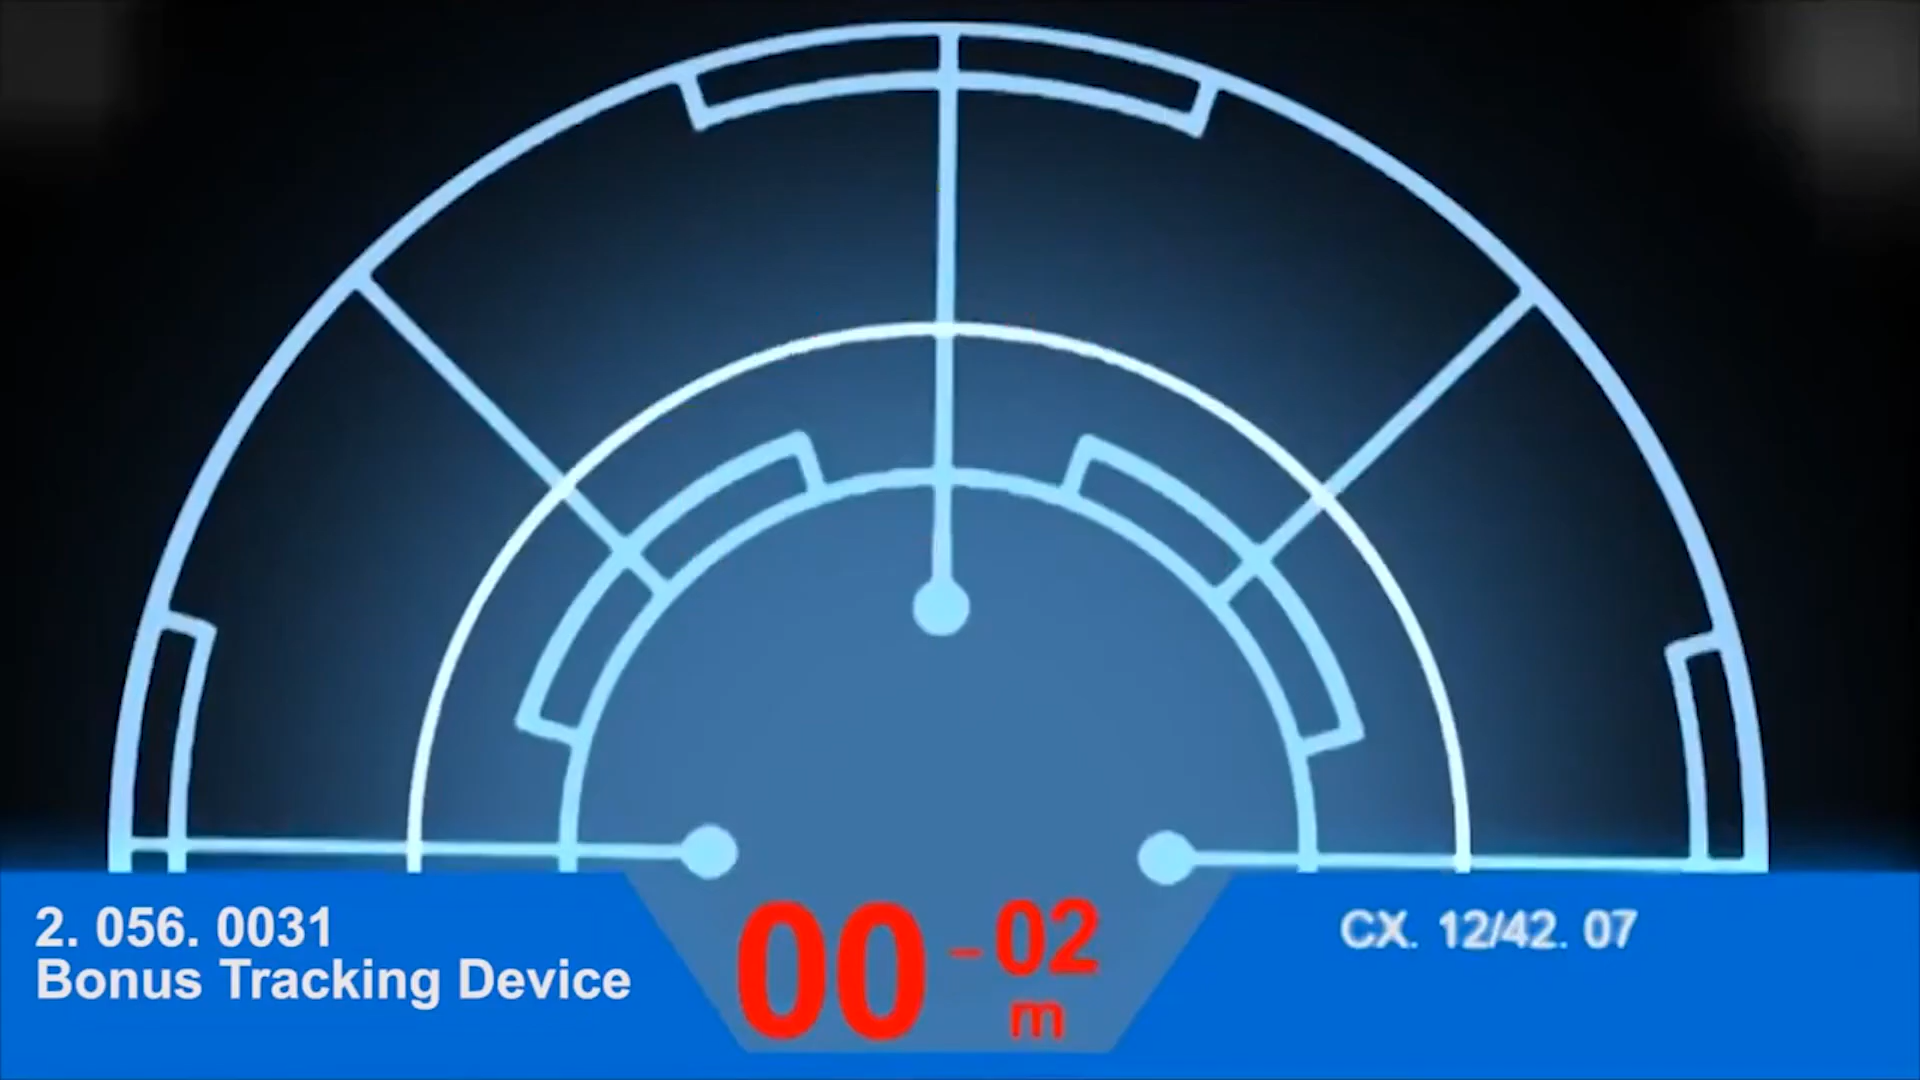 2. 056. 0031
Bonus Tracking Device
00 -02
m
CX. 12/42. 07